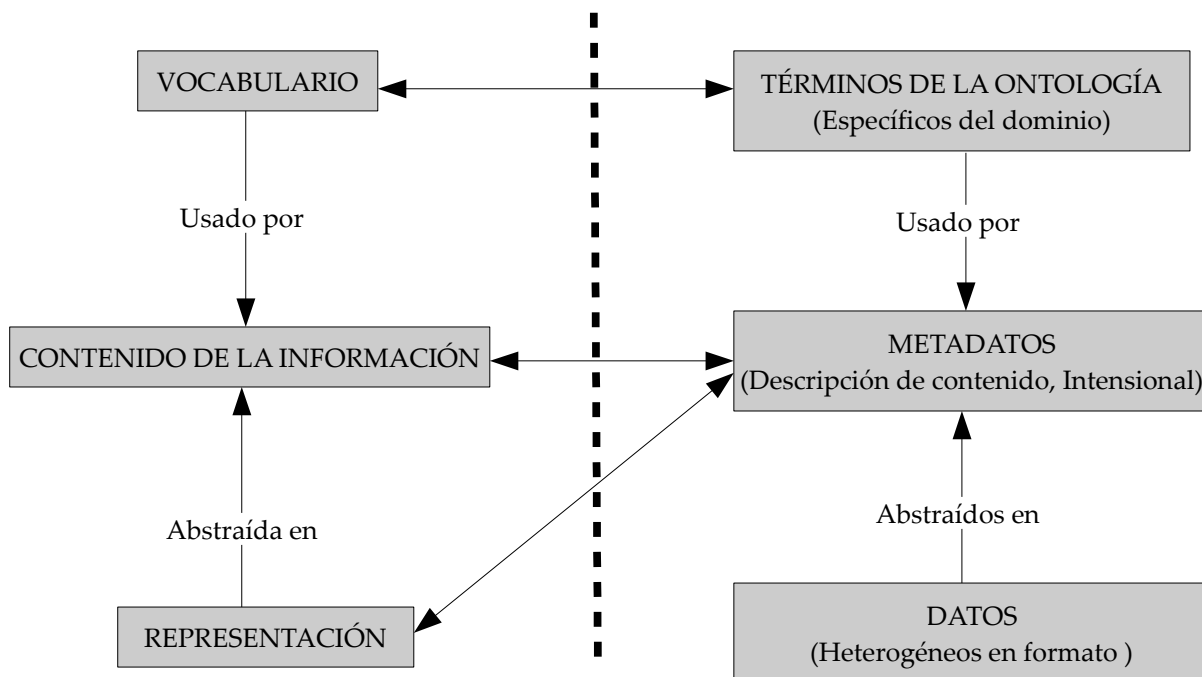 VOCABULARIO
TÉRMINOS DE LA ONTOLOGÍA
(Específicos del dominio)
Usado por
Usado por
CONTENIDO DE LA INFORMACIÓN
METADATOS
(Descripción de contenido, Intensional)
Abstraída en
Abstraídos en
REPRESENTACIÓN
DATOS
(Heterogéneos en formato )